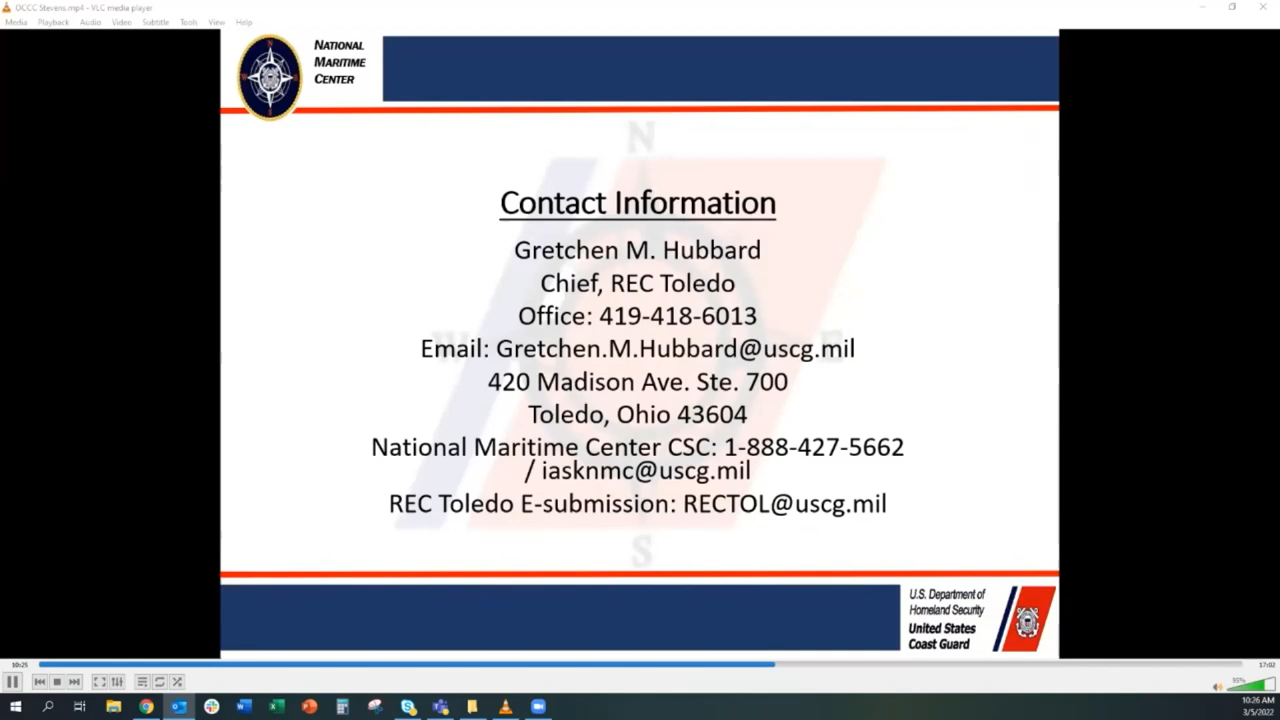 OCCC Stevens.mp4 - VLC media player
Media Playback Audio Video Subtitle Tools View Help
NATIONAL
MARITIME
CENTER
N
Contact Information
Gretchen M. Hubbard
Chief, REC Toledo
Office: 419-418-6013
W E
Email: Gretchen.M.Hubbard@uscg.mil
420 Madison Ave. Ste. 700
Toledo, Ohio 43604
National Maritime Center CSC: 1-888-427-5662
/ iasknmc@uscg.mil
REC Toledo E-submission: RECTOL@uscg.mil
S
U.S. Department of
Homeland Security
United States
Coast Guard
10:25 17:02
95%
10:26 AM
3/5/2022